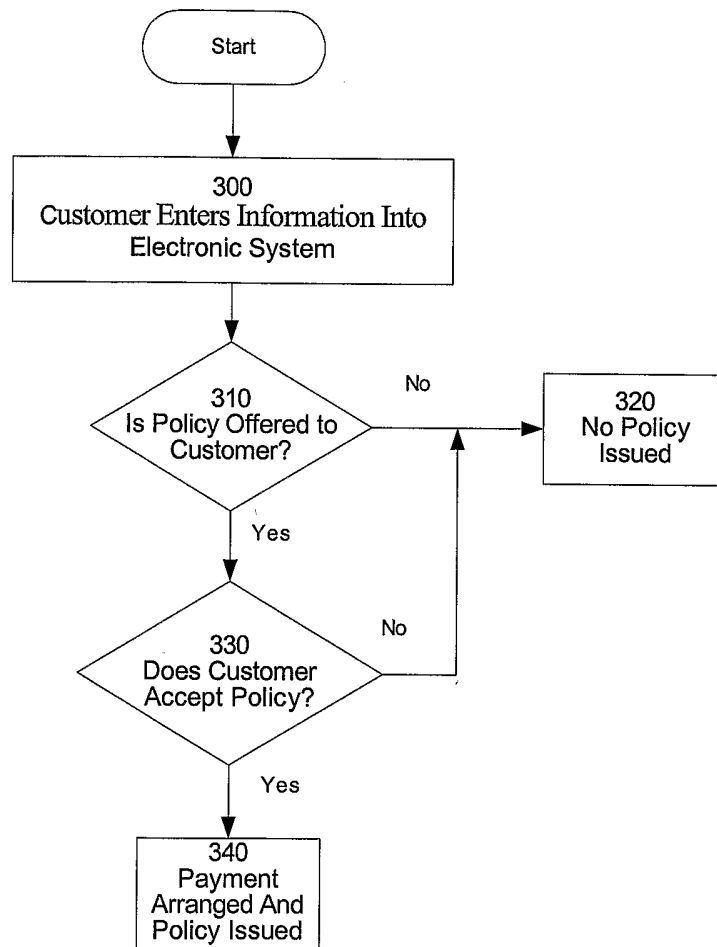 Start
300
Customer Enters Information Into
Electronic System
No
310
Is Policy Offered to
Customer?
320
No Policy
Issued
Yes
No
330
Does Customer
Accept Policy?
Yes
340
Payment
Arranged And
Policy Issued